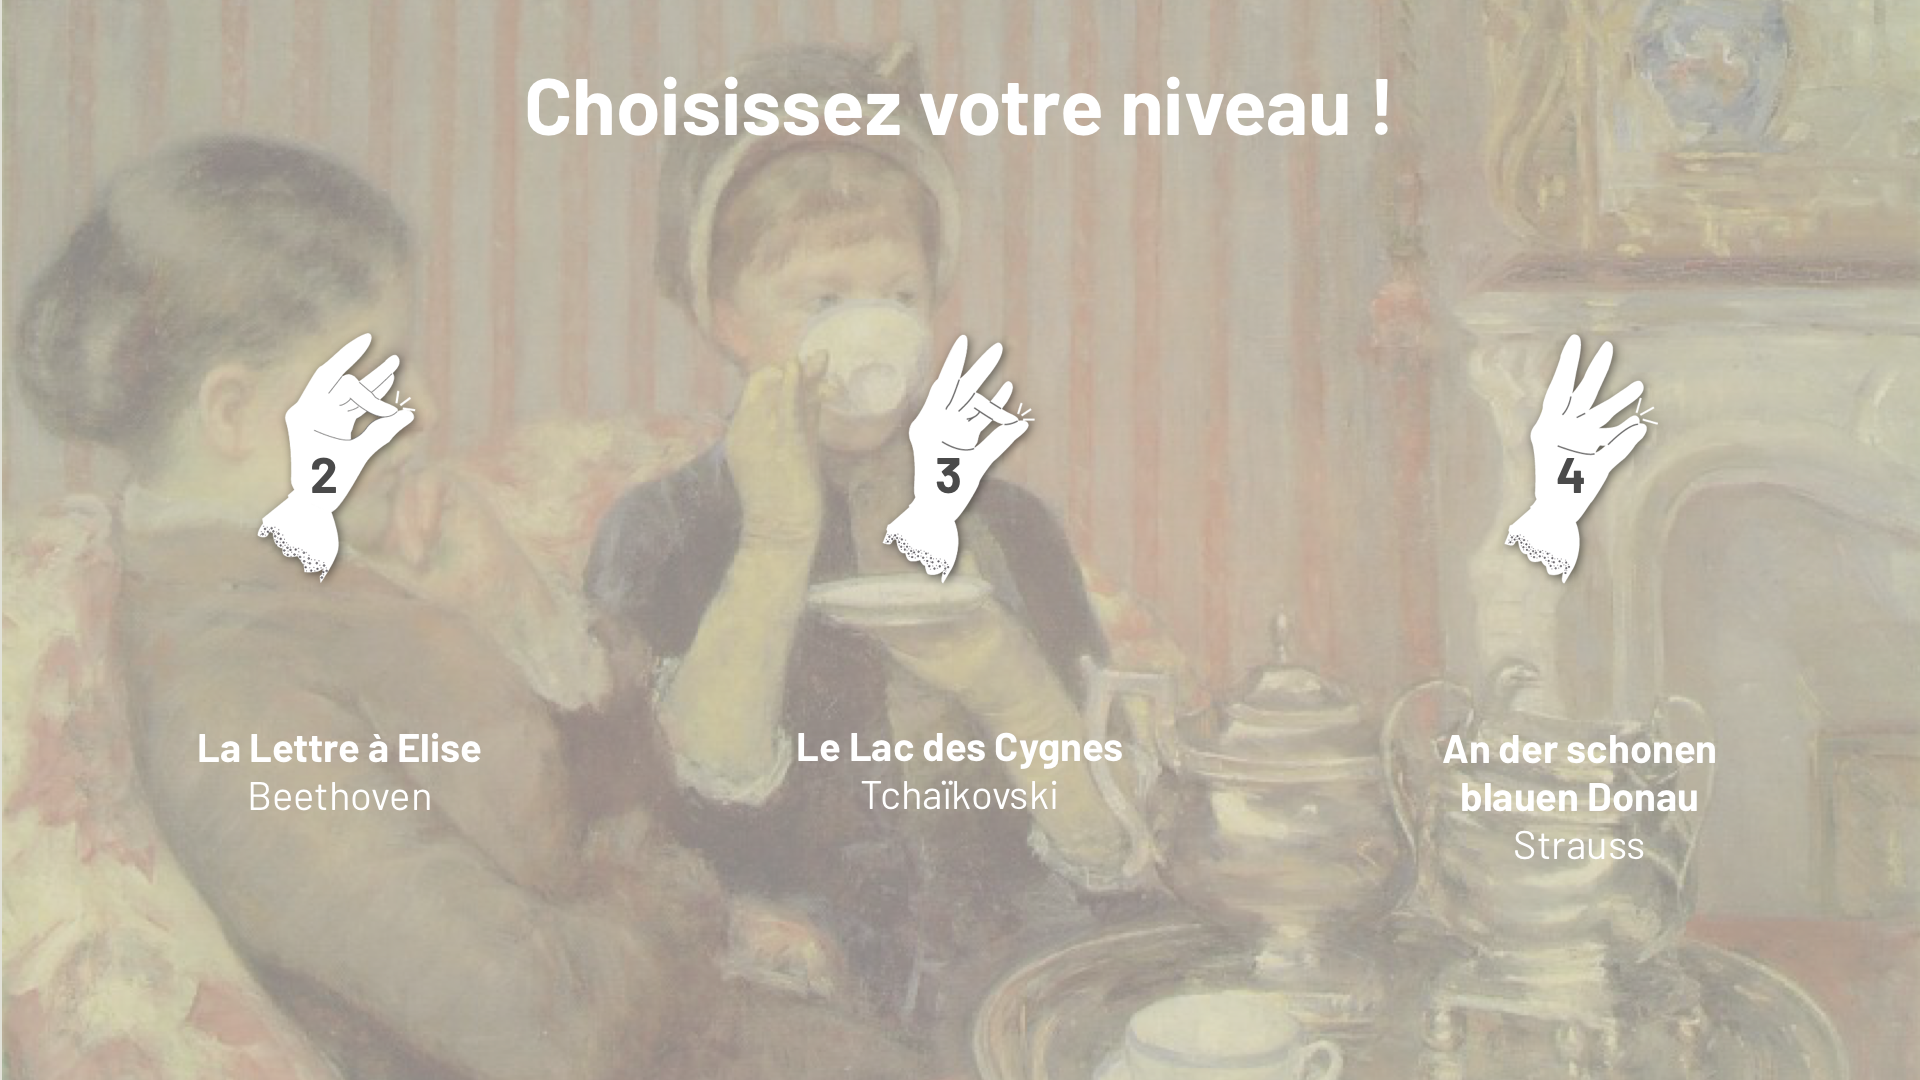 Choisissez votre niveau !
2
3
4
La Lettre à Elise
Beethoven
Le Lac des Cygnes
Tchaïkovski
An der schonen
blauen Donau
Strauss